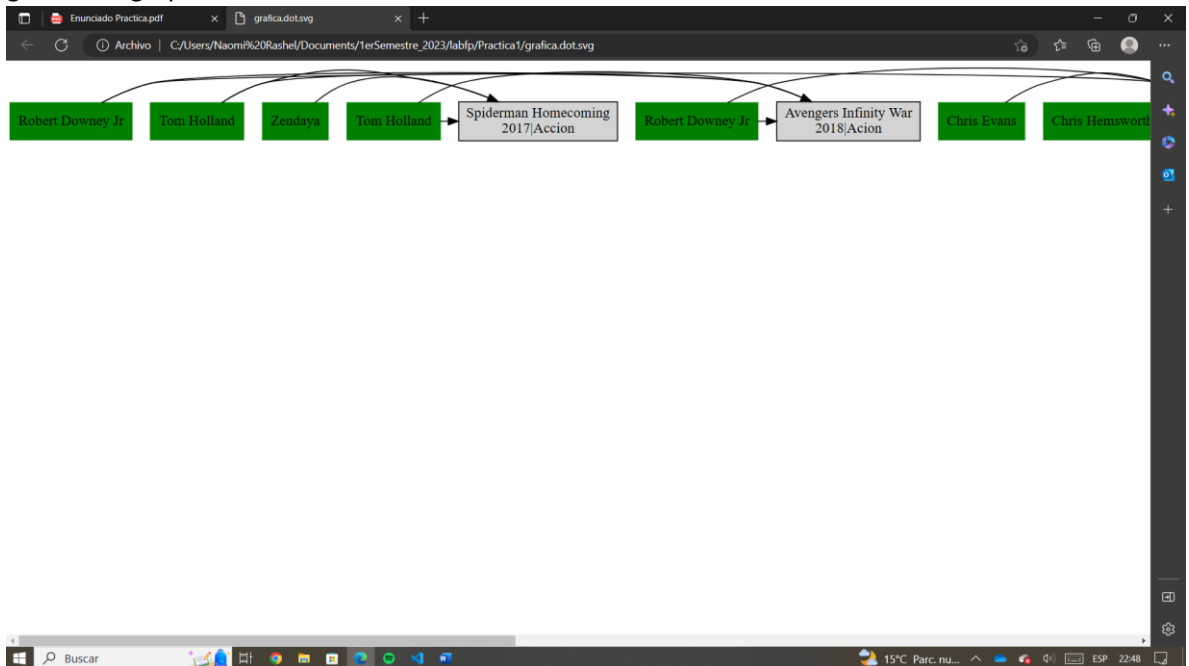 Enunciado Practica.pdf
grafica.dot.svg
Archivo | C:/Users/Naomi%20Rashel/Documents/1erSemestre_2023/labfp/Practica1/grafica.dot.svg
Robert Downey Jr
Tom Holland
Zendaya
Tom Holland
Spiderman Homecoming
2017|Accion
Robert Downey Jr
Avengers Infinity War
2018|Acion
Chris Evans
Chris Hemsworth
Buscar
15°C Parc. nu...
ESP
22:48